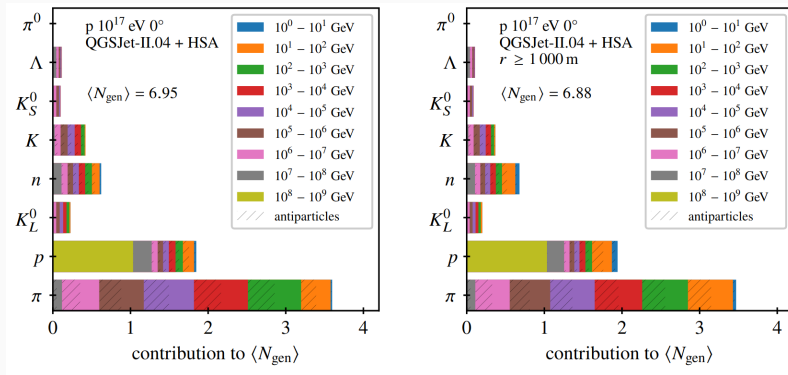 π⁰
Λ
K⁰_S
K
n
K⁰_L
p
π
p 10¹⁷ eV 0°
QGSJet-II.04 + HSA
⟨N_gen⟩ = 6.95
10⁰ − 10¹ GeV
10¹ − 10² GeV
10² − 10³ GeV
10³ − 10⁴ GeV
10⁴ − 10⁵ GeV
10⁵ − 10⁶ GeV
10⁶ − 10⁷ GeV
10⁷ − 10⁸ GeV
10⁸ − 10⁹ GeV
antiparticles
0 1 2 3 4
contribution to ⟨N_gen⟩
π⁰
Λ
K⁰_S
K
n
K⁰_L
p
π
p 10¹⁷ eV 0°
QGSJet-II.04 + HSA
r ≥ 1 000 m
⟨N_gen⟩ = 6.88
10⁰ − 10¹ GeV
10¹ − 10² GeV
10² − 10³ GeV
10³ − 10⁴ GeV
10⁴ − 10⁵ GeV
10⁵ − 10⁶ GeV
10⁶ − 10⁷ GeV
10⁷ − 10⁸ GeV
10⁸ − 10⁹ GeV
antiparticles
0 1 2 3 4
contribution to ⟨N_gen⟩